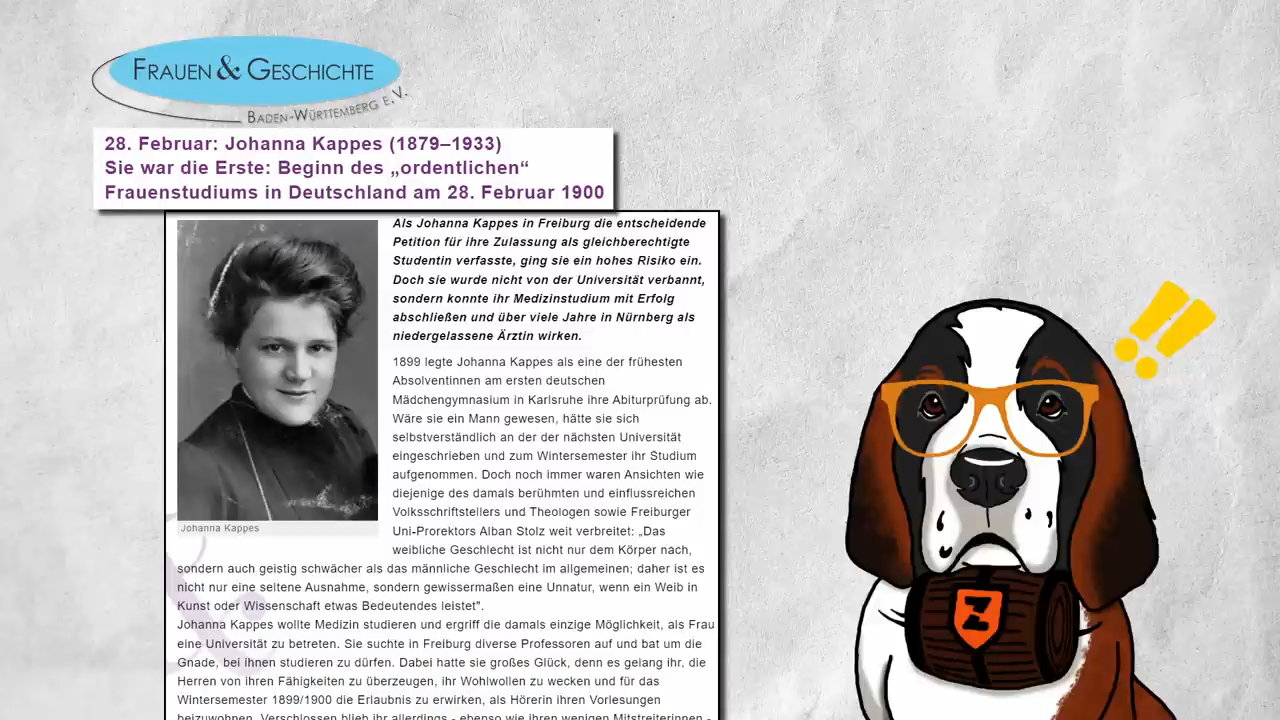 FRAUEN & GESCHICHTE
BADEN-WÜRTTEMBERG E.V.
28. Februar: Johanna Kappes (1879–1933)
Sie war die Erste: Beginn des „ordentlichen“
Frauenstudiums in Deutschland am 28. Februar 1900
Als Johanna Kappes in Freiburg die entscheidende
Petition für ihre Zulassung als gleichberechtigte
Studentin verfasste, ging sie ein hohes Risiko ein.
Doch sie wurde nicht von der Universität verbannt,
sondern konnte ihr Medizinstudium mit Erfolg
abschließen und über viele Jahre in Nürnberg als
niedergelassene Ärztin wirken.
Johanna Kappes
1899 legte Johanna Kappes als eine der frühesten
Absolventinnen am ersten deutschen
Mädchengymnasium in Karlsruhe ihre Abiturprüfung ab.
Wäre sie ein Mann gewesen, hätte sie sich
selbstverständlich an der der nächsten Universität
eingeschrieben und zum Wintersemester ihr Studium
aufgenommen. Doch noch immer waren Ansichten wie
diejenige des damals berühmten und einflussreichen
Volksschriftstellers und Theologen sowie Freiburger
Uni-Prorektors Alban Stolz weit verbreitet: „Das
weibliche Geschlecht ist nicht nur dem Körper nach,
sondern auch geistig schwächer als das männliche Geschlecht im allgemeinen; daher ist es
nicht nur eine seltene Ausnahme, sondern gewissermaßen eine Unnatur, wenn ein Weib in
Kunst oder Wissenschaft etwas Bedeutendes leistet".
Johanna Kappes wollte Medizin studieren und ergriff die damals einzige Möglichkeit, als Frau
eine Universität zu betreten. Sie suchte in Freiburg diverse Professoren auf und bat um die
Gnade, bei ihnen studieren zu dürfen. Dabei hatte sie großes Glück, denn es gelang ihr, die
Herren von ihren Fähigkeiten zu überzeugen, ihr Wohlwollen zu wecken und für das
Wintersemester 1899/1900 die Erlaubnis zu erwirken, als Hörerin ihren Vorlesungen
beizuwohnen. Verschlossen blieb ihr allerdings - ebenso wie ihren wenigen Mitstreiterinnen -
Z
!!